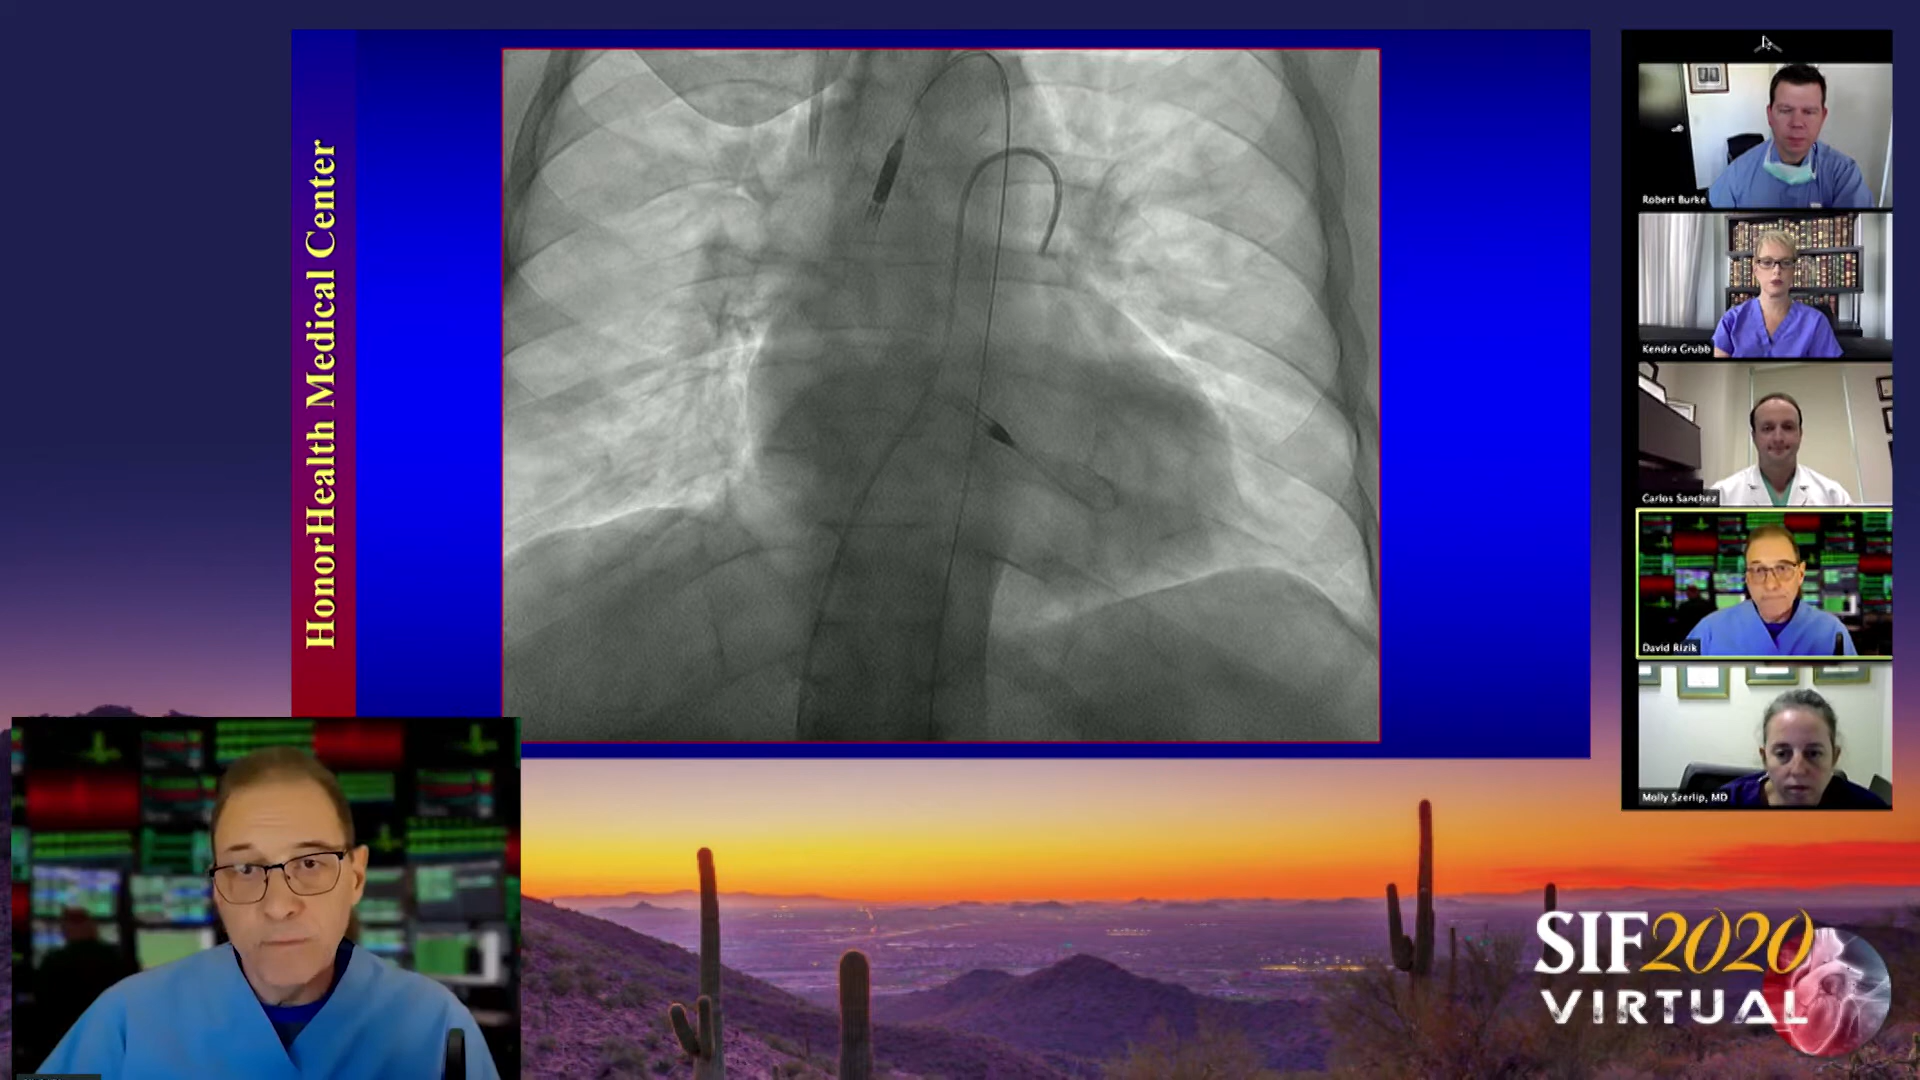 HonorHealth Medical Center
Robert Burke
Kendra Grubb
Carlos Sanchez
David Rizik
Molly Szerlip, MD
SIF2020
VIRTUAL